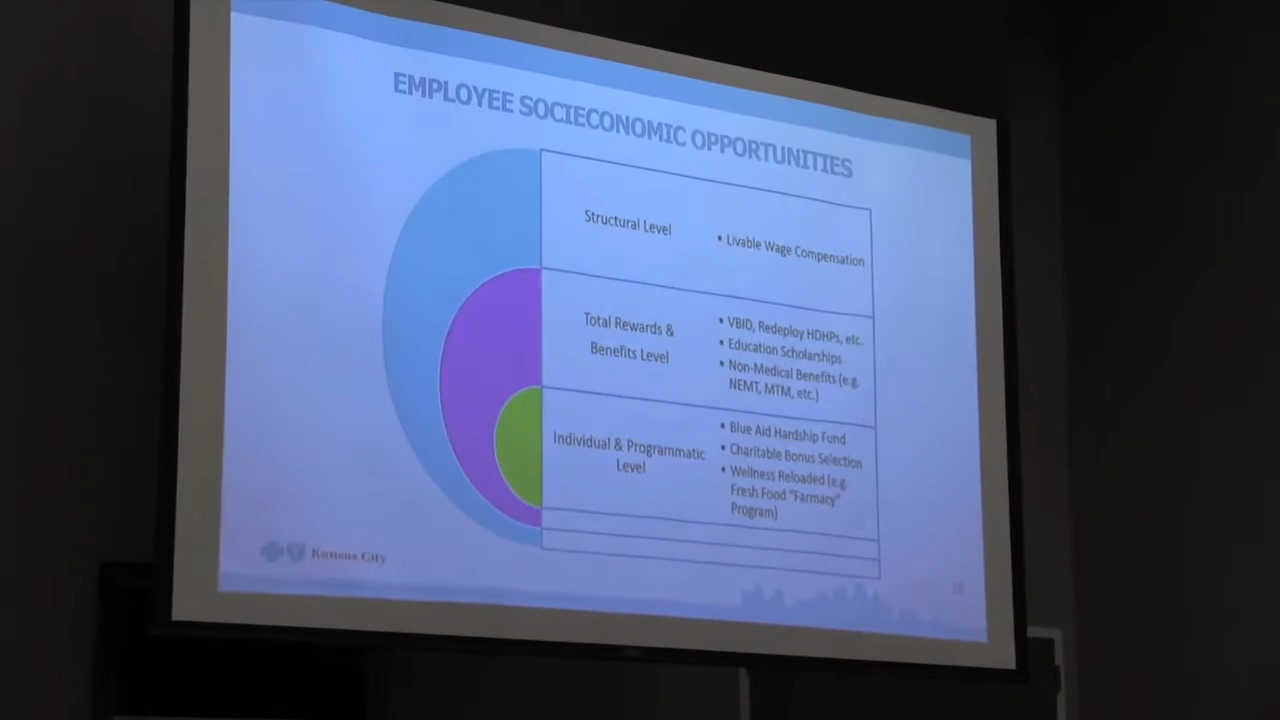 EMPLOYEE SOCIECONOMIC OPPORTUNITIES
Structural Level
• Livable Wage Compensation
Total Rewards &
Benefits Level
• VBID, Redeploy HDHPs, etc.
• Education Scholarships
• Non-Medical Benefits (e.g.
NEMT, MTM, etc.)
Individual & Programmatic
Level
• Blue Aid Hardship Fund
• Charitable Bonus Selection
• Wellness Reloaded (e.g.
Fresh Food "Farmacy"
Program)
Kansas City